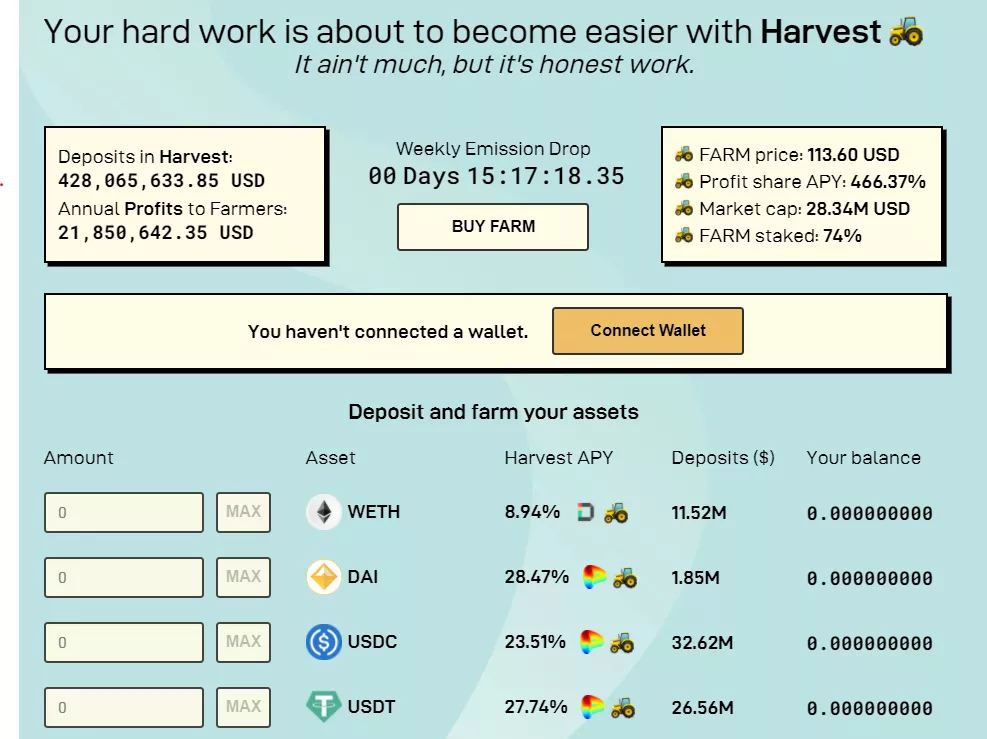 Your hard work is about to become easier with Harvest
It ain't much, but it's honest work.
Deposits in Harvest:
428,065,633.85 USD
Annual Profits to Farmers:
21,850,642.35 USD
Weekly Emission Drop
00 Days 15:17:18.35
BUY FARM
FARM price: 113.60 USD
Profit share APY: 466.37%
Market cap: 28.34M USD
FARM staked: 74%
You haven't connected a wallet. Connect Wallet
Deposit and farm your assets
Amount Asset Harvest APY Deposits ($) Your balance
0 MAX WETH 8.94% 11.52M 0.000000000
0 MAX DAI 28.47% 1.85M 0.000000000
0 MAX USDC 23.51% 32.62M 0.000000000
0 MAX USDT 27.74% 26.56M 0.000000000